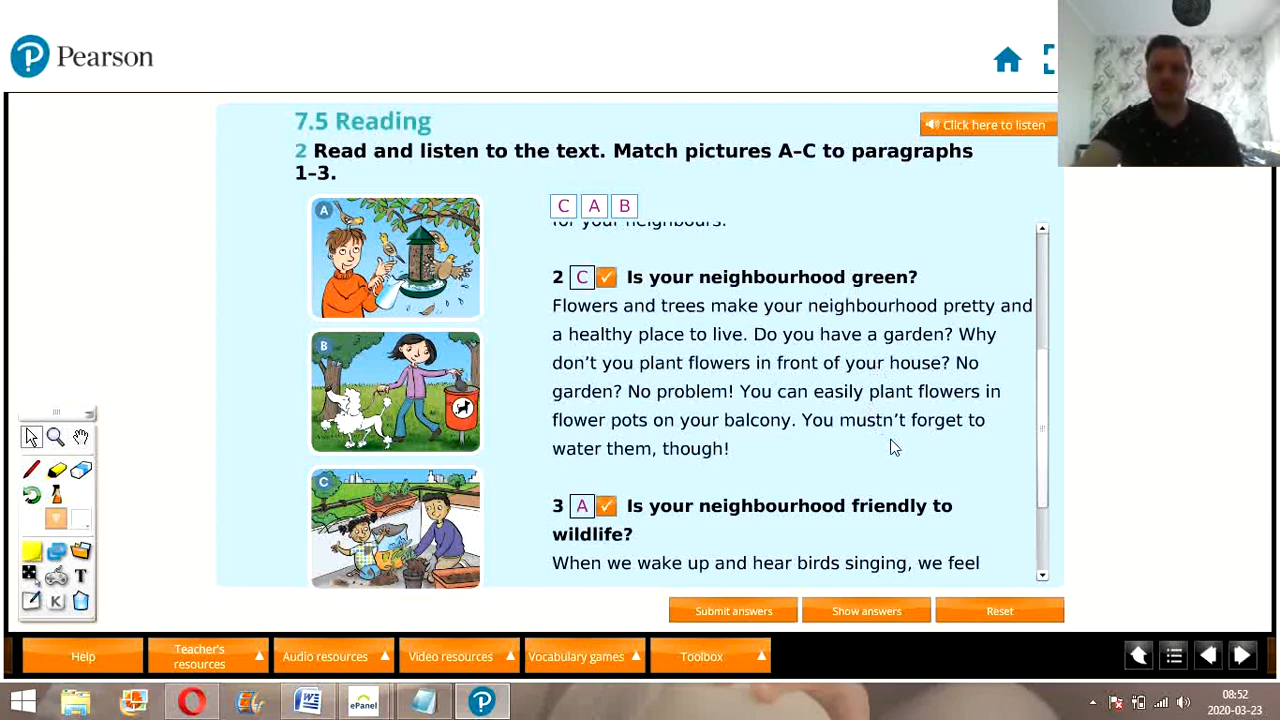 Pearson
7.5 Reading
Click here to listen
2 Read and listen to the text. Match pictures A–C to paragraphs
1–3.
C A B
A
B
C
for your neighbours.
2 C Is your neighbourhood green?
Flowers and trees make your neighbourhood pretty and
a healthy place to live. Do you have a garden? Why
don't you plant flowers in front of your house? No
garden? No problem! You can easily plant flowers in
flower pots on your balcony. You mustn't forget to
water them, though!
3 A Is your neighbourhood friendly to
wildlife?
When we wake up and hear birds singing, we feel
Submit answers
Show answers
Reset
Help
Teacher's
resources
Audio resources
Video resources
Vocabulary games
Toolbox
T
K
W
ePanel
08:52
2020-03-23